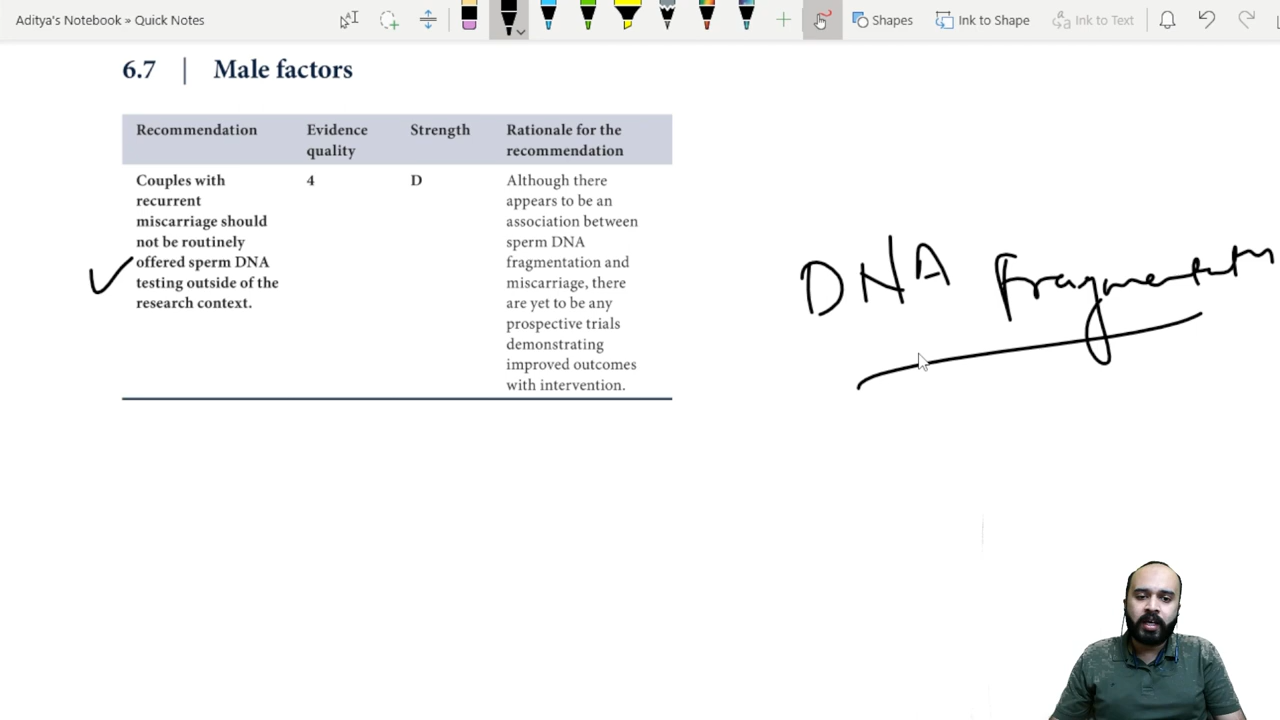 Aditya's Notebook » Quick Notes
Shapes
Ink to Shape
Ink to Text
6.7 | Male factors
Recommendation Evidence quality Strength Rationale for the recommendation
Couples with
recurrent
miscarriage should
not be routinely
offered sperm DNA
testing outside of the
research context.
4
D
Although there
appears to be an
association between
sperm DNA
fragmentation and
miscarriage, there
are yet to be any
prospective trials
demonstrating
improved outcomes
with intervention.
DNA